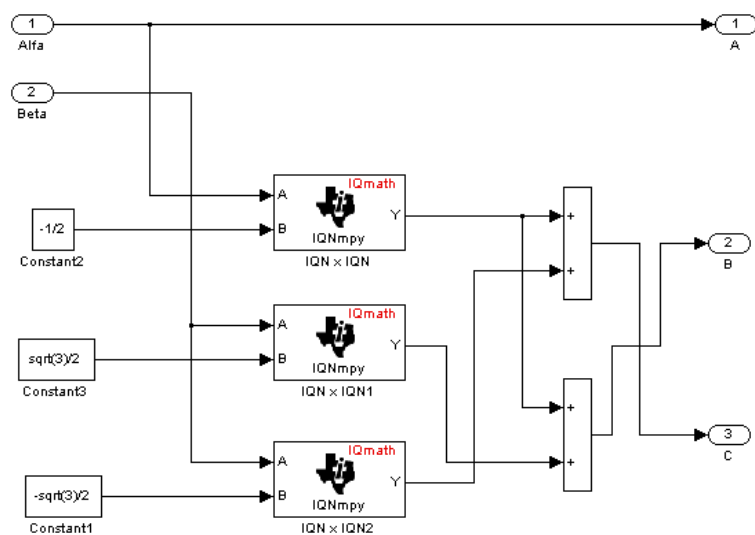 1
Alfa
1
A
2
Beta
IQmath
A
B
Y
IQNmpy
IQN x IQN
-1/2
Constant2
+
+
2
B
IQmath
A
B
Y
IQNmpy
IQN x IQN1
sqrt(3)/2
Constant3
+
+
3
C
IQmath
A
B
Y
IQNmpy
IQN x IQN2
-sqrt(3)/2
Constant1